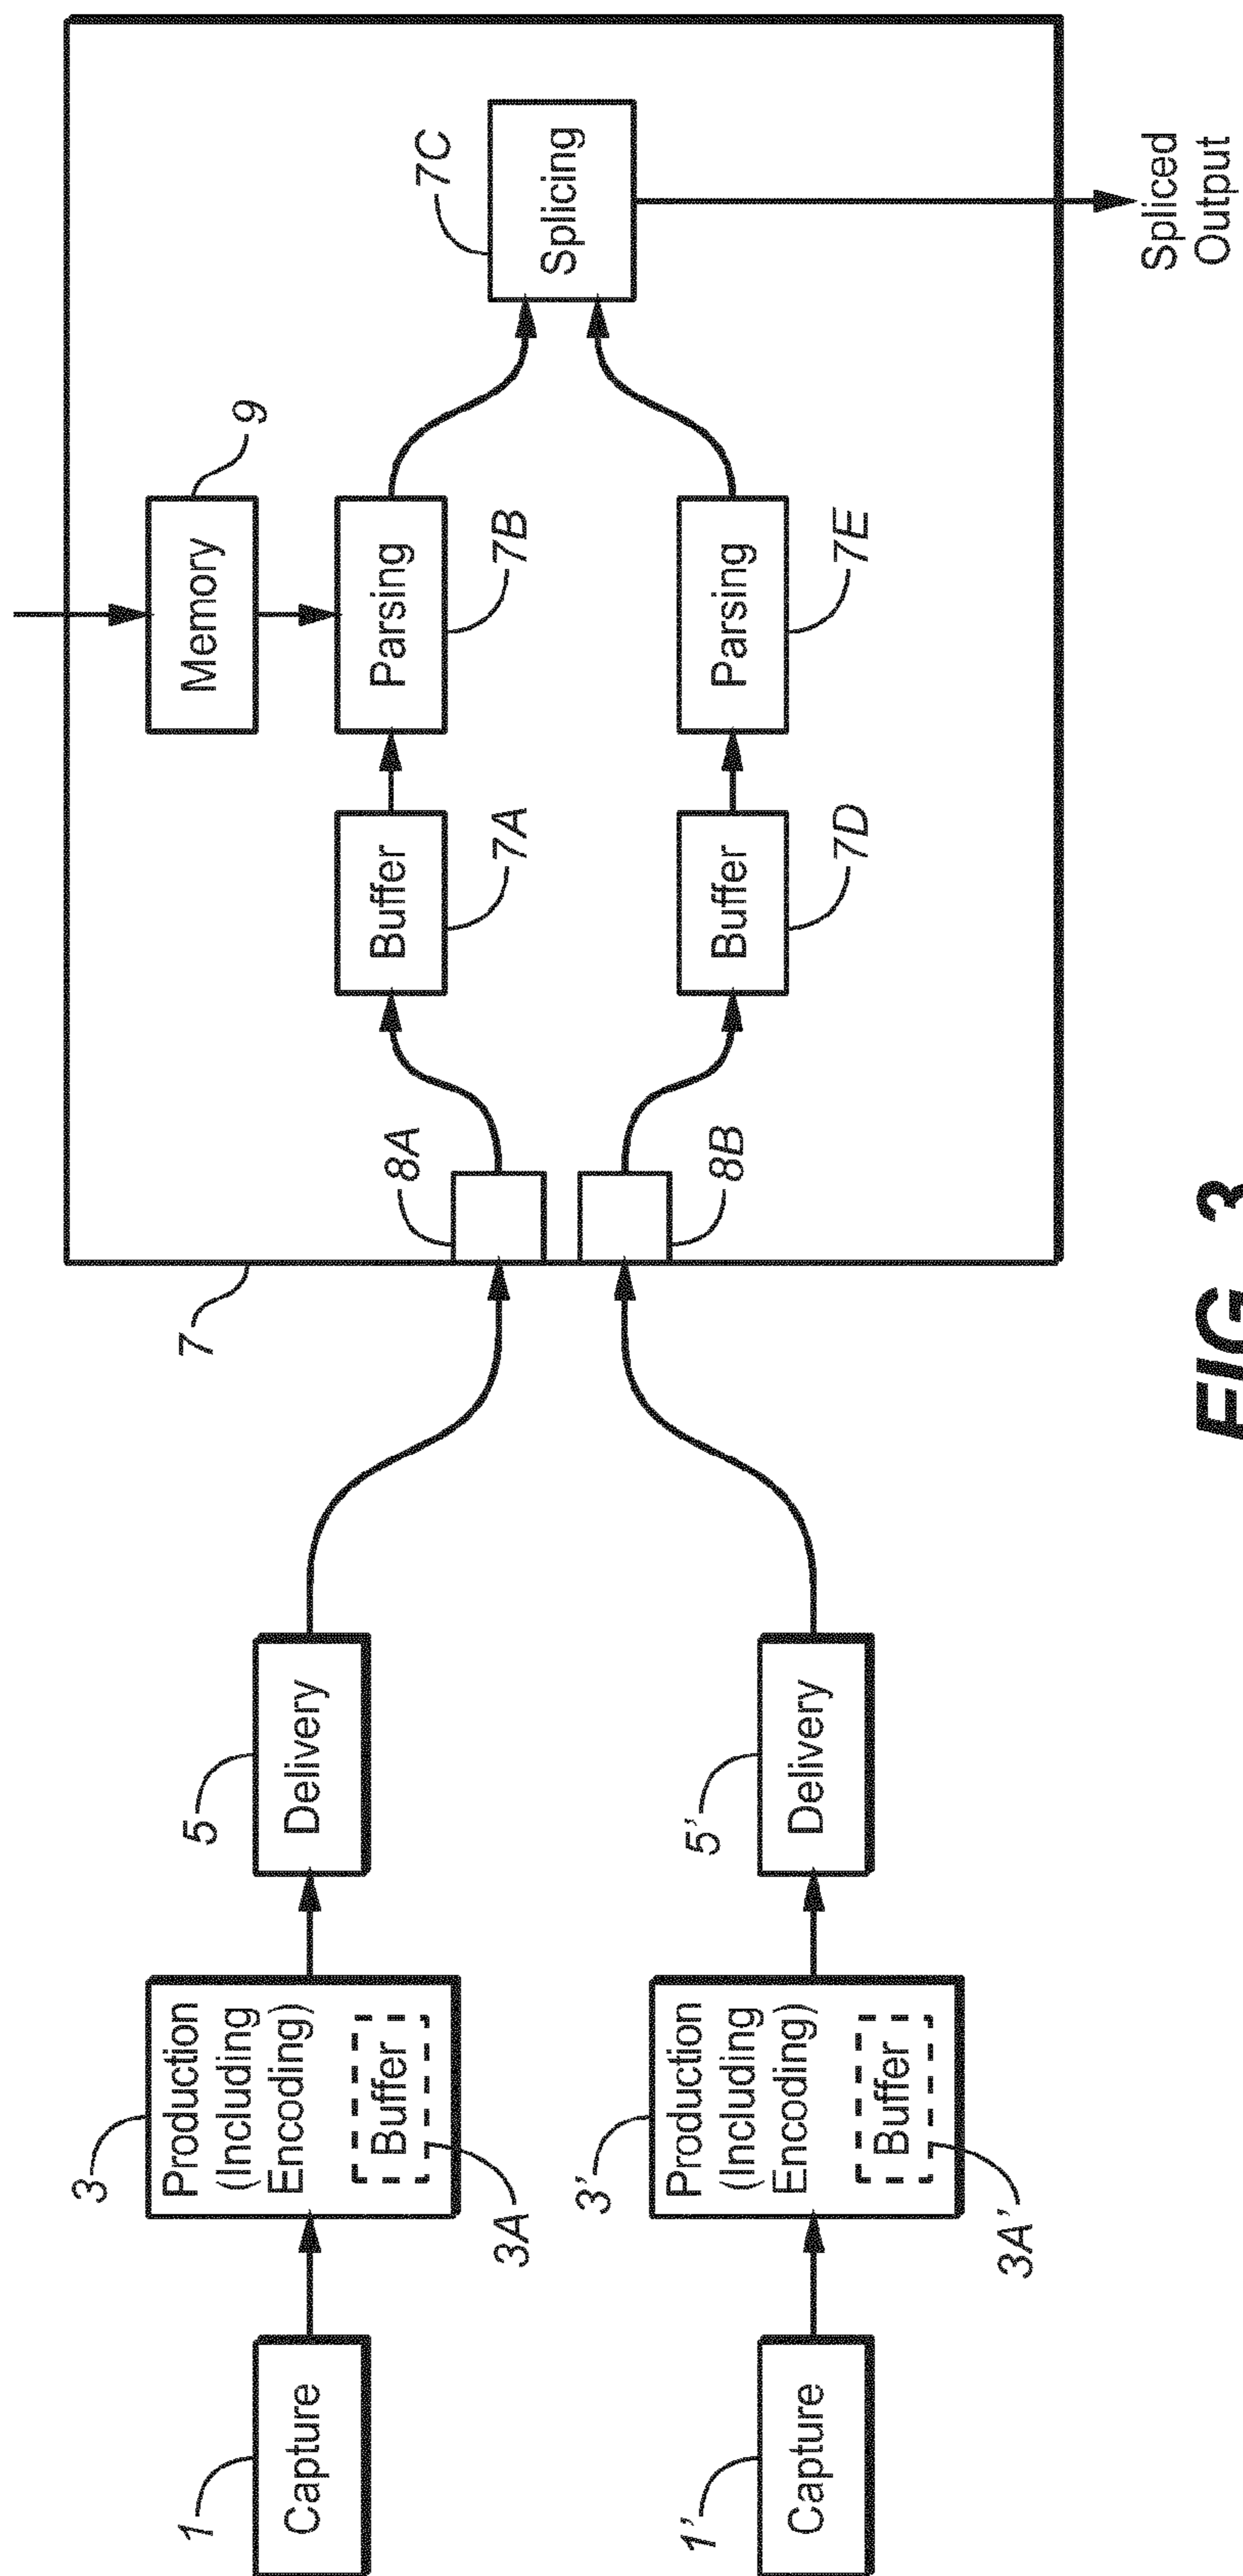 1
Capture
3
Production
(Including
Encoding)
Buffer
3A
5
Delivery
7
8A
Buffer
7A
Memory
9
Parsing
7B
Splicing
7C
1'
Capture
3'
Production
(Including
Encoding)
Buffer
3A'
5'
Delivery
8B
Buffer
7D
Parsing
7E
Spliced
Output
FIG. 3